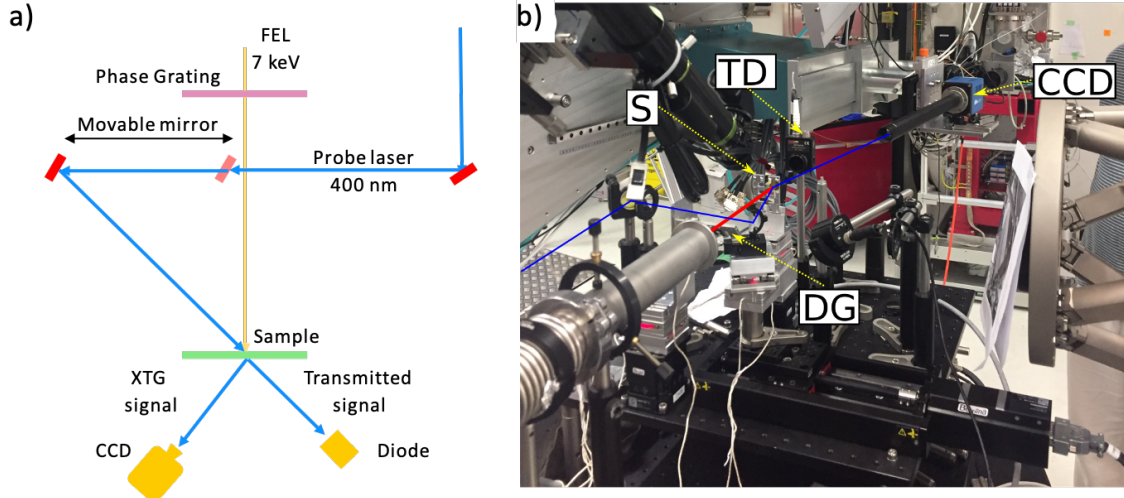 a)
FEL
7 keV
Phase Grating
Movable mirror
Probe laser
400 nm
Sample
XTG
signal
Transmitted
signal
CCD
Diode
b)
TD
CCD
S
DG